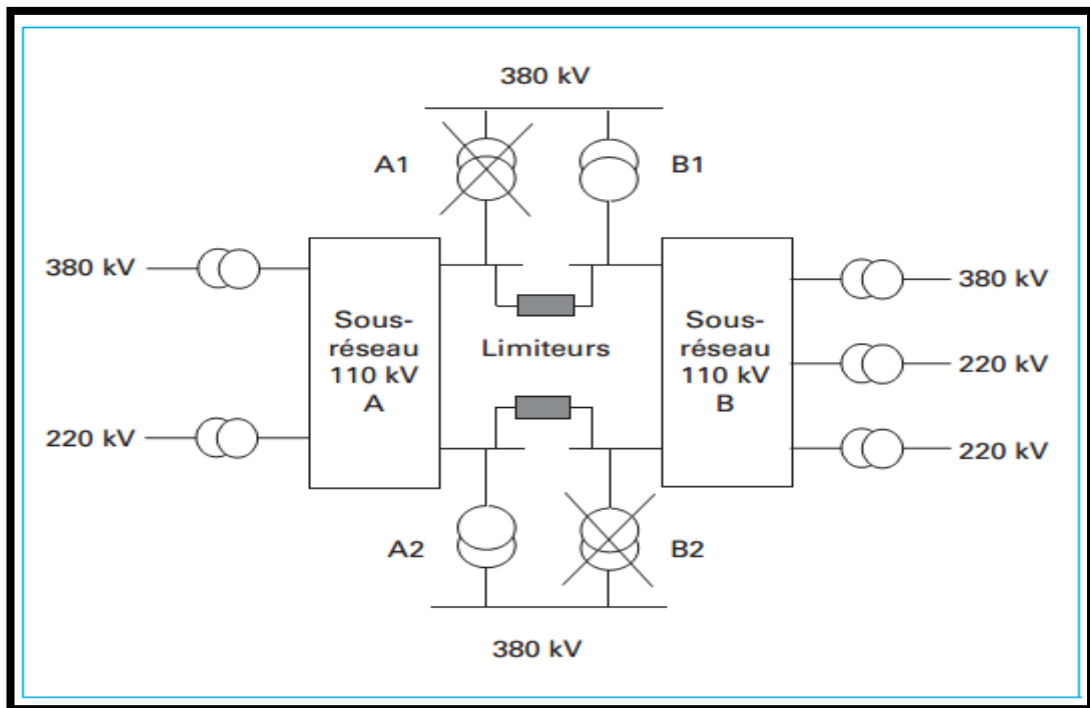 380 kV
A1
B1
380 kV
380 kV
Sous-
réseau
110 kV
A
Limiteurs
Sous-
réseau
110 kV
B
220 kV
220 kV
220 kV
A2
B2
380 kV